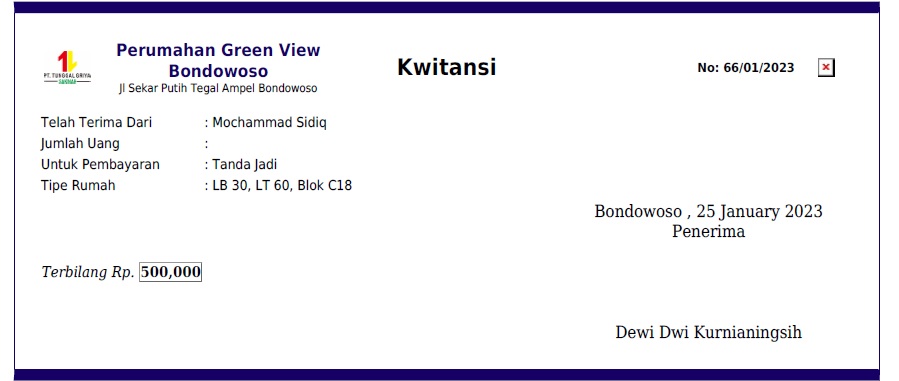 Perumahan Green View
Bondowoso
Jl Sekar Putih Tegal Ampel Bondowoso
PT. TUNGGAL GRIYA
SAKINAH
Kwitansi
No: 66/01/2023
Telah Terima Dari : Mochammad Sidiq
Jumlah Uang :
Untuk Pembayaran : Tanda Jadi
Tipe Rumah : LB 30, LT 60, Blok C18
Bondowoso , 25 January 2023
Penerima
Terbilang Rp. 500,000
Dewi Dwi Kurnianingsih